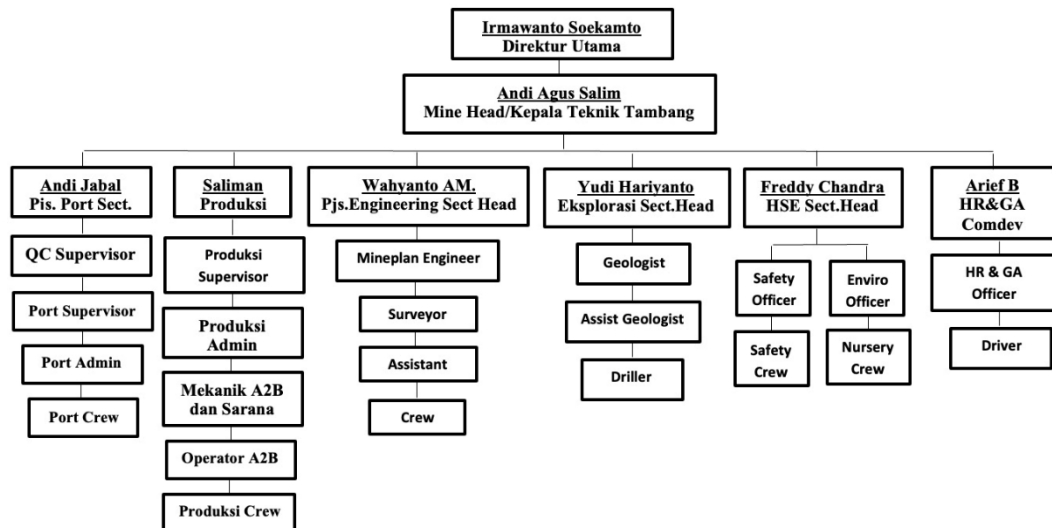 Irmawanto Soekamto
Direktur Utama
Andi Agus Salim
Mine Head/Kepala Teknik Tambang
Andi Jabal
Pis. Port Sect.
QC Supervisor
Port Supervisor
Port Admin
Port Crew
Saliman
Produksi
Produksi
Supervisor
Produksi
Admin
Mekanik A2B
dan Sarana
Operator A2B
Produksi Crew
Wahyanto AM.
Pjs.Engineering Sect Head
Mineplan Engineer
Surveyor
Assistant
Crew
Yudi Hariyanto
Eksplorasi Sect.Head
Geologist
Assist Geologist
Driller
Freddy Chandra
HSE Sect.Head
Safety
Officer
Safety
Crew
Enviro
Officer
Nursery
Crew
Arief B
HR&GA
Comdev
HR & GA
Officer
Driver